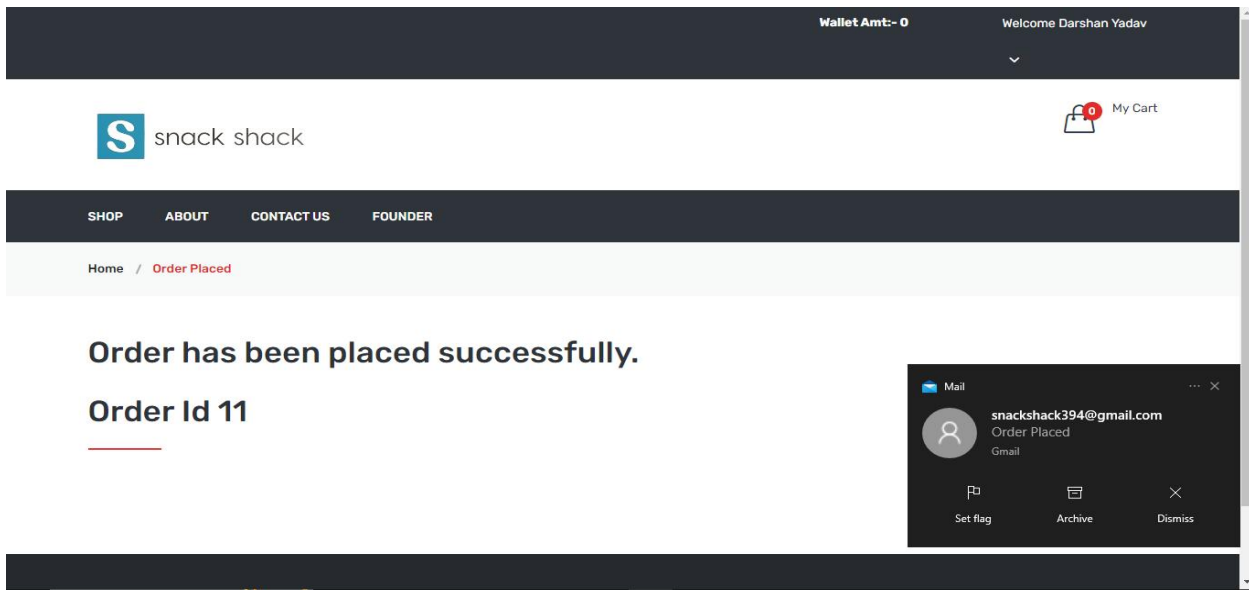 Wallet Amt:- 0
Welcome Darshan Yadav
S snack shack
0 My Cart
SHOP ABOUT CONTACT US FOUNDER
Home / Order Placed
Order has been placed successfully.
Order Id 11
Mail
snackshack394@gmail.com
Order Placed
Gmail
Set flag Archive Dismiss